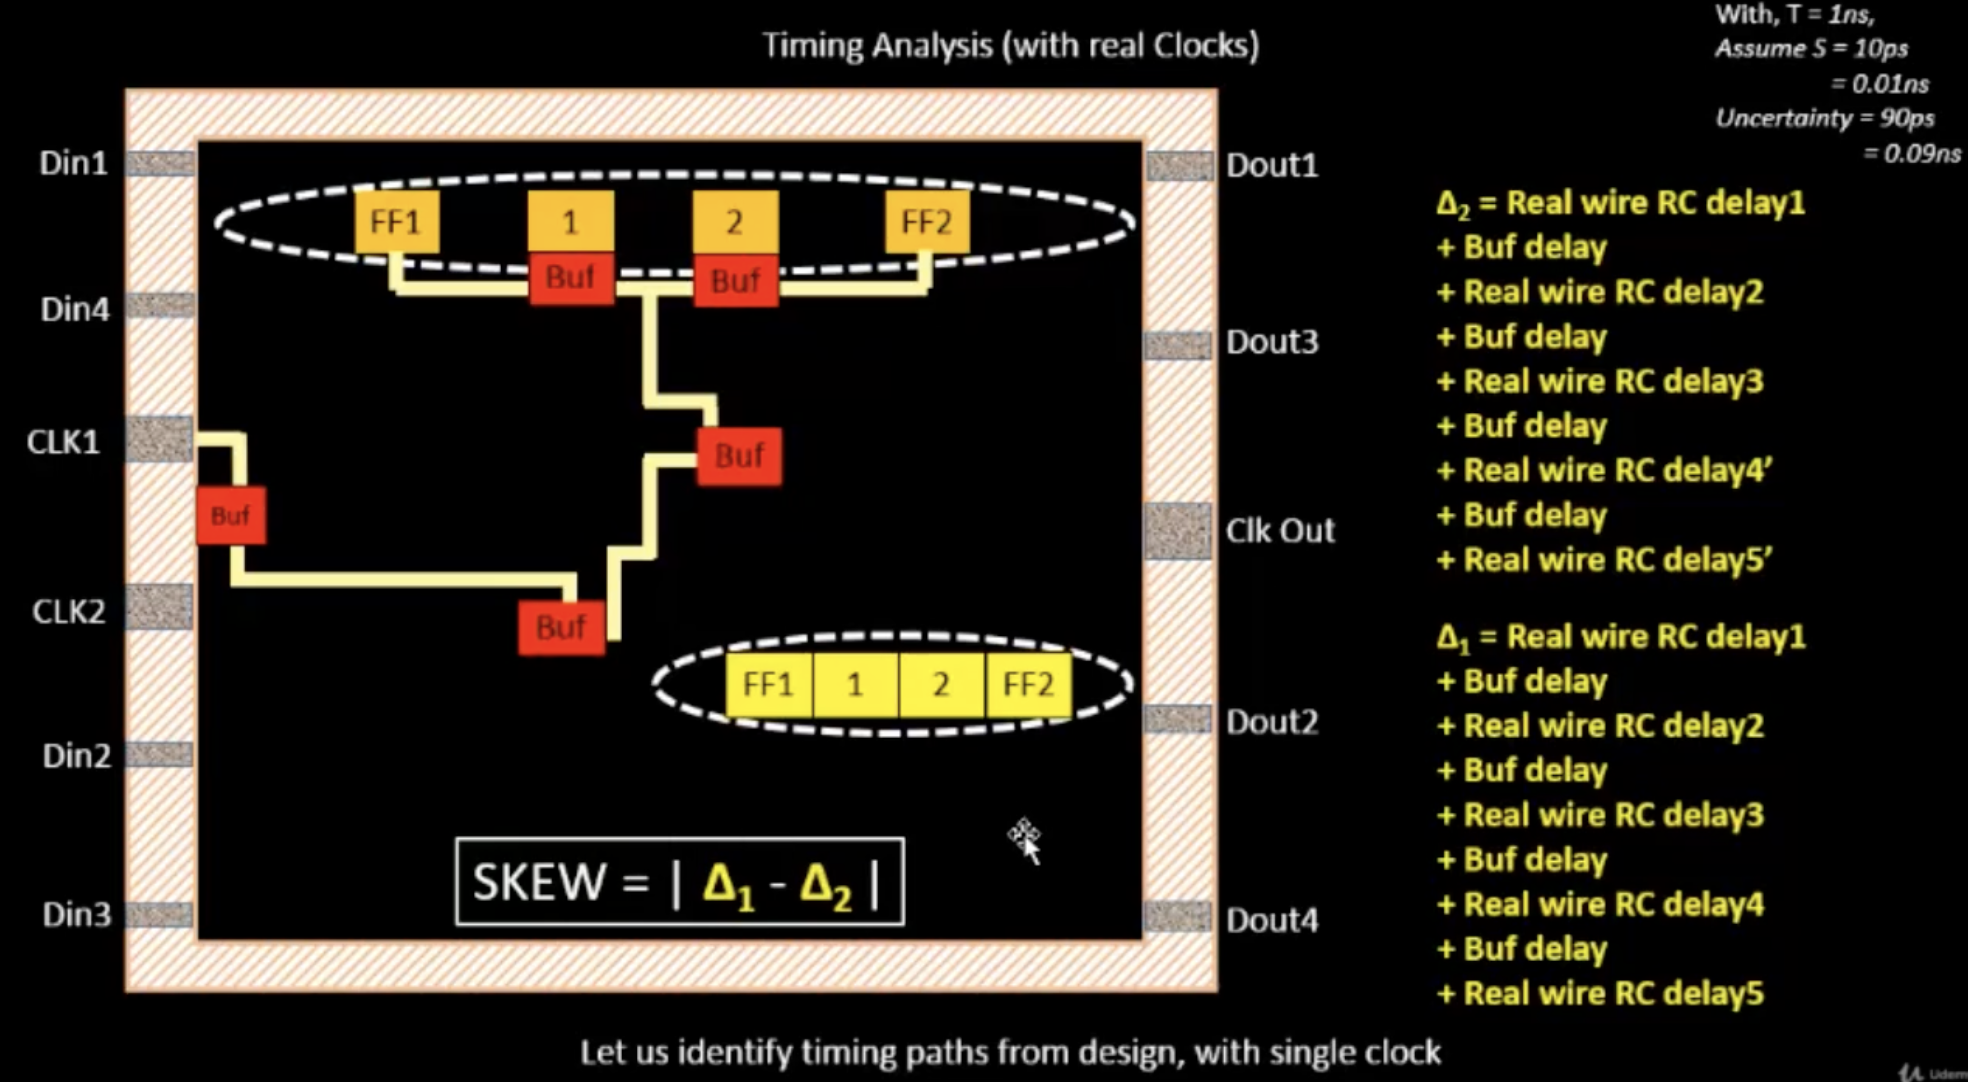 Timing Analysis (with real Clocks)
With, T = 1ns,
Assume S = 10ps
= 0.01ns
Uncertainty = 90ps
= 0.09ns
Din1
Din4
CLK1
CLK2
Din2
Din3
FF1
1
2
FF2
Buf
Buf
Buf
Buf
Buf
FF1
1
2
FF2
SKEW = | Δ₁ - Δ₂ |
Dout1
Dout3
Clk Out
Dout2
Dout4
Δ₂ = Real wire RC delay1
+ Buf delay
+ Real wire RC delay2
+ Buf delay
+ Real wire RC delay3
+ Buf delay
+ Real wire RC delay4’
+ Buf delay
+ Real wire RC delay5’
Δ₁ = Real wire RC delay1
+ Buf delay
+ Real wire RC delay2
+ Buf delay
+ Real wire RC delay3
+ Buf delay
+ Real wire RC delay4
+ Buf delay
+ Real wire RC delay5
Let us identify timing paths from design, with single clock